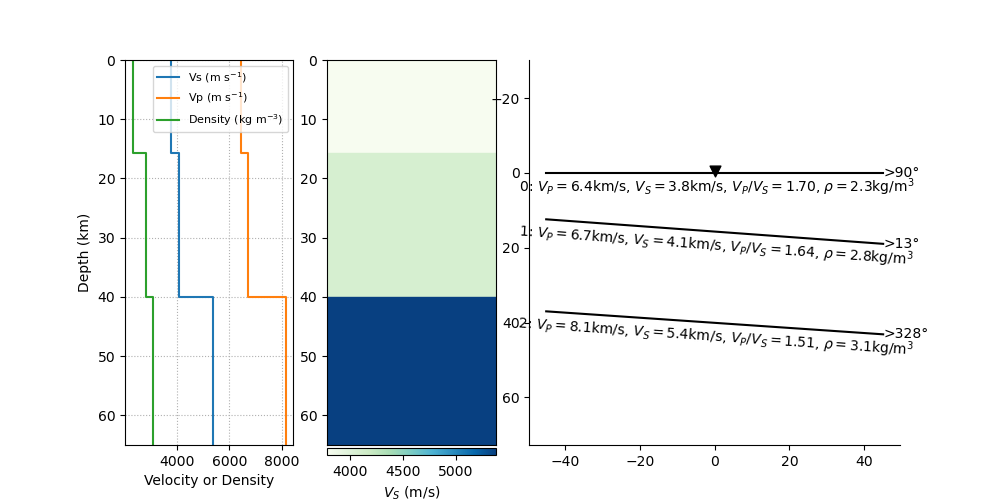 0
10
20
30
40
50
60
Depth (km)
4000 6000 8000
Velocity or Density
Vs (m s⁻¹)
Vp (m s⁻¹)
Density (kg m⁻³)
0
10
20
30
40
50
60
4000 4500 5000
V_S (m/s)
−20
0
20
40
60
>90°
0: V_P = 6.4km/s, V_S = 3.8km/s, V_P/V_S = 1.70, ρ = 2.3kg/m³
>13°
1: V_P = 6.7km/s, V_S = 4.1km/s, V_P/V_S = 1.64, ρ = 2.8kg/m³
>328°
2: V_P = 8.1km/s, V_S = 5.4km/s, V_P/V_S = 1.51, ρ = 3.1kg/m³
−40 −20 0 20 40